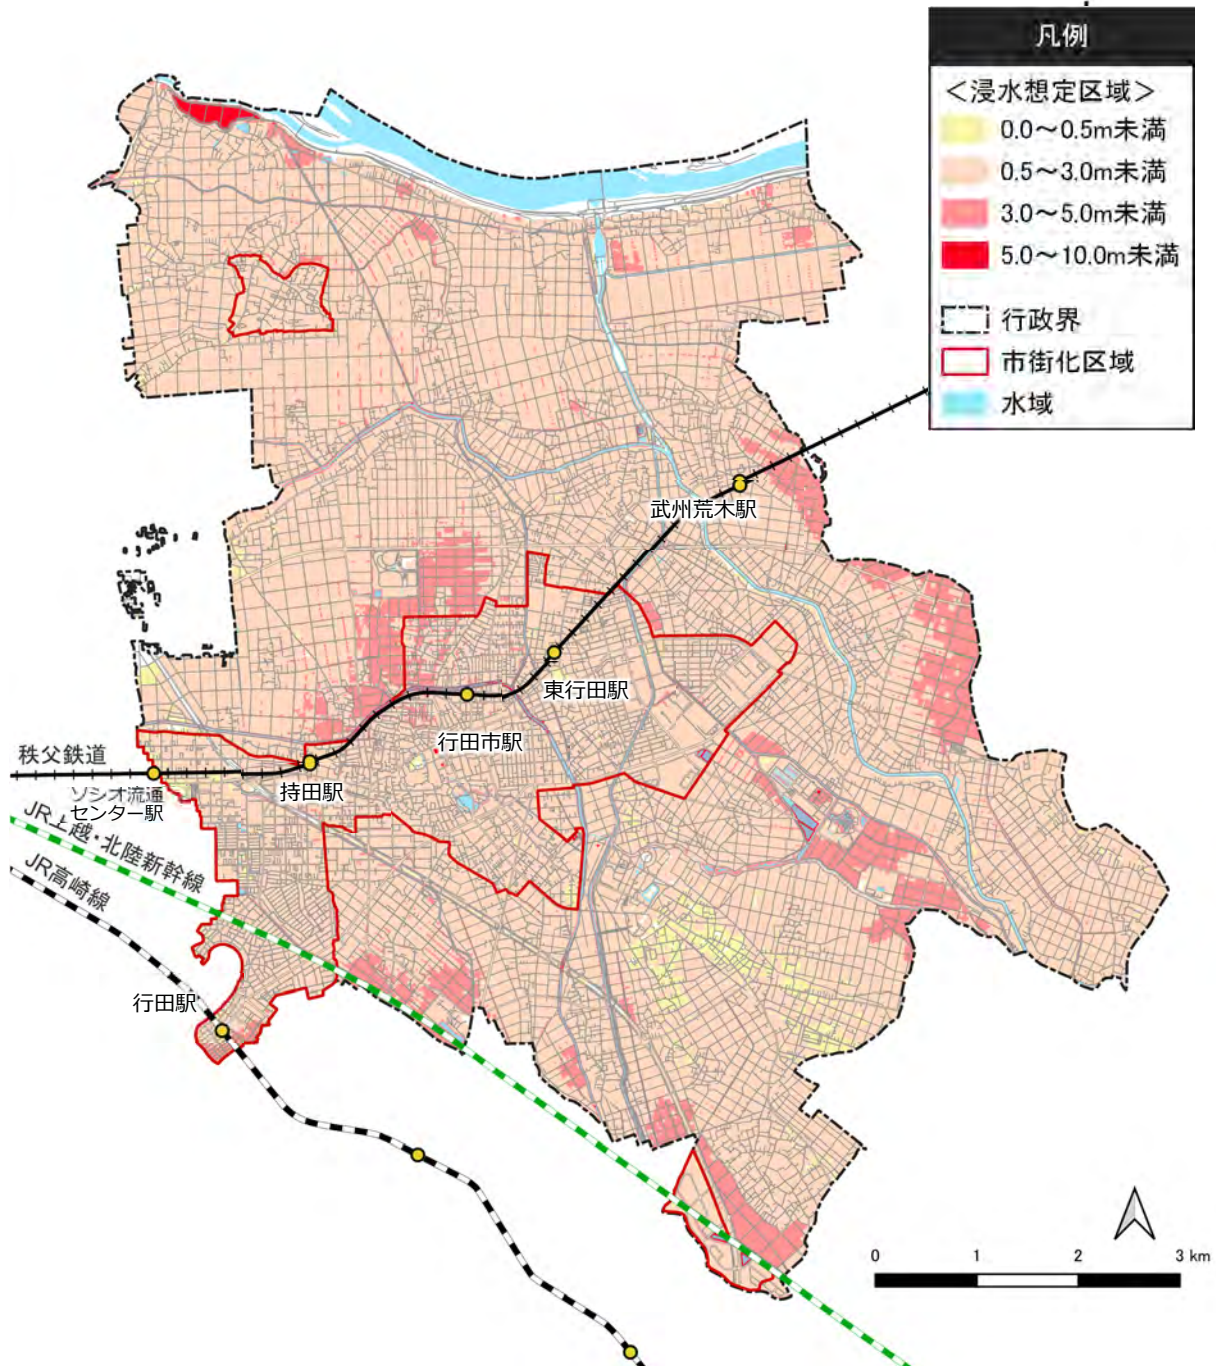 凡例
＜浸水想定区域＞
0.0～0.5m未満
0.5～3.0m未満
3.0～5.0m未満
5.0～10.0m未満
行政界
市街化区域
水域
武州荒木駅
東行田駅
行田市駅
秩父鉄道
持田駅
ソシオ流通
センター駅
JR上越・北陸新幹線
JR高崎線
行田駅
0 1 2 3 km